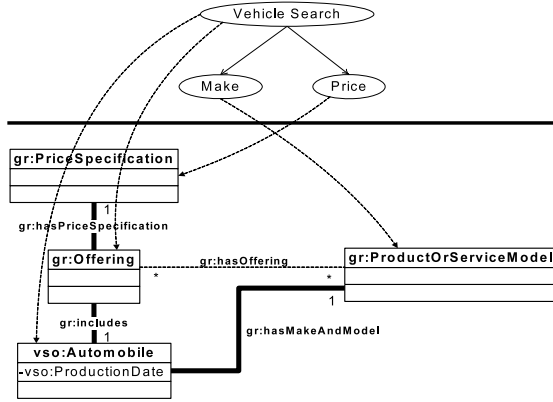 Vehicle Search
Make
Price
gr:PriceSpecification
1
gr:hasPriceSpecification
gr:Offering
gr:hasOffering
*
*
gr:ProductOrServiceModel
1
gr:includes
gr:hasMakeAndModel
1
vso:Automobile
-vso:ProductionDate